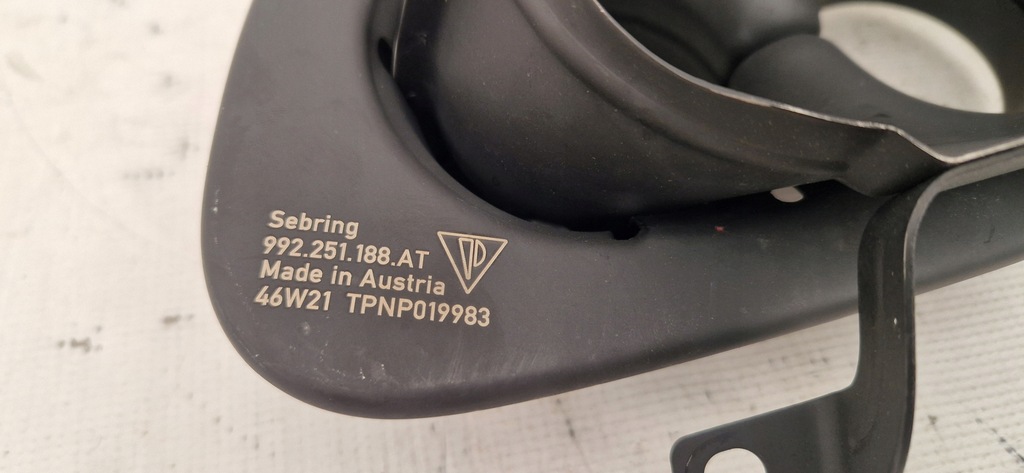 Sebring
992.251.188.AT
Made in Austria
46W21 TPNP019983